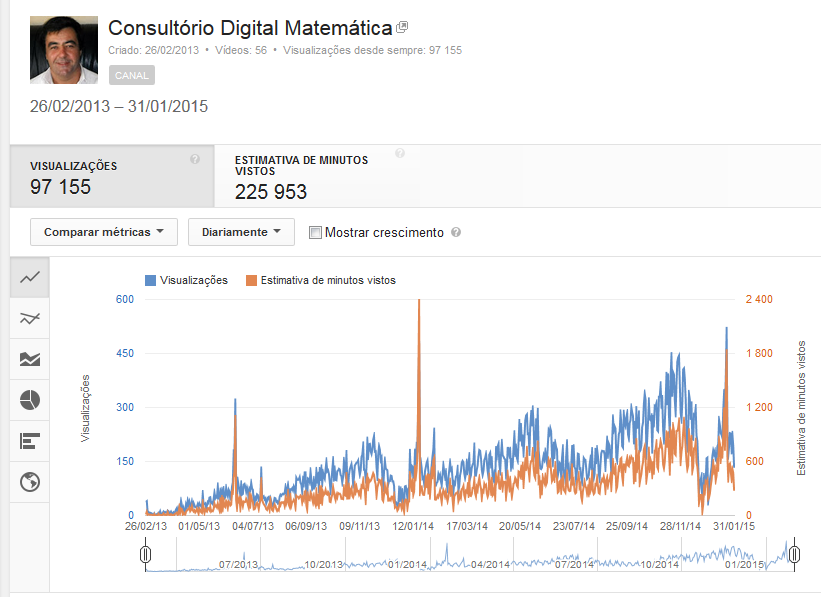 Consultório Digital Matemática
Criado: 26/02/2013 • Vídeos: 56 • Visualizações desde sempre: 97 155
CANAL
26/02/2013 – 31/01/2015
VISUALIZAÇÕES ?
97 155
ESTIMATIVA DE MINUTOS ?
VISTOS
225 953
Comparar métricas
Diariamente
Mostrar crescimento ?
Visualizações
Estimativa de minutos vistos
600
450
300
150
0
Visualizações
2 400
1 800
1 200
600
0
Estimativa de minutos vistos
26/02/13 01/05/13 04/07/13 06/09/13 09/11/13 12/01/14 17/03/14 20/05/14 23/07/14 25/09/14 28/11/14 31/01/15
07/2013 10/2013 01/2014 04/2014 07/2014 10/2014 01/2015